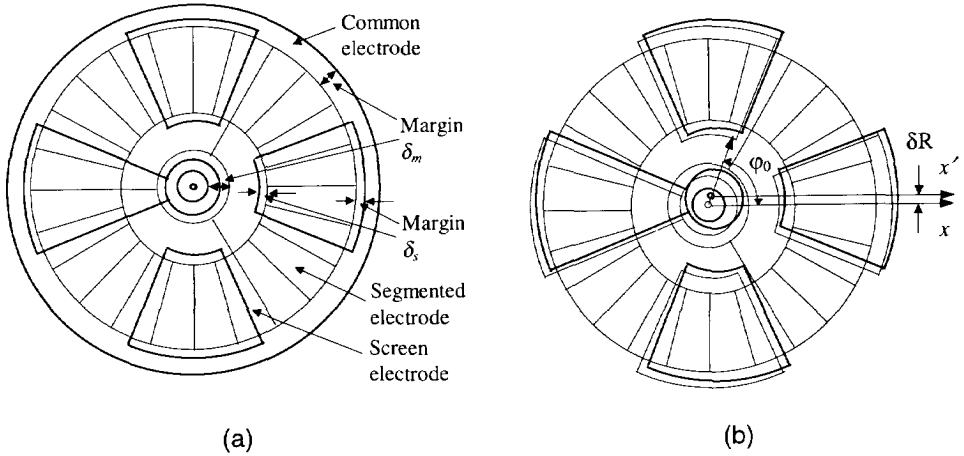 Common
electrode
Margin
δm
Margin
δs
Segmented
electrode
Screen
electrode
(a)
φ0
δR
x'
x
(b)